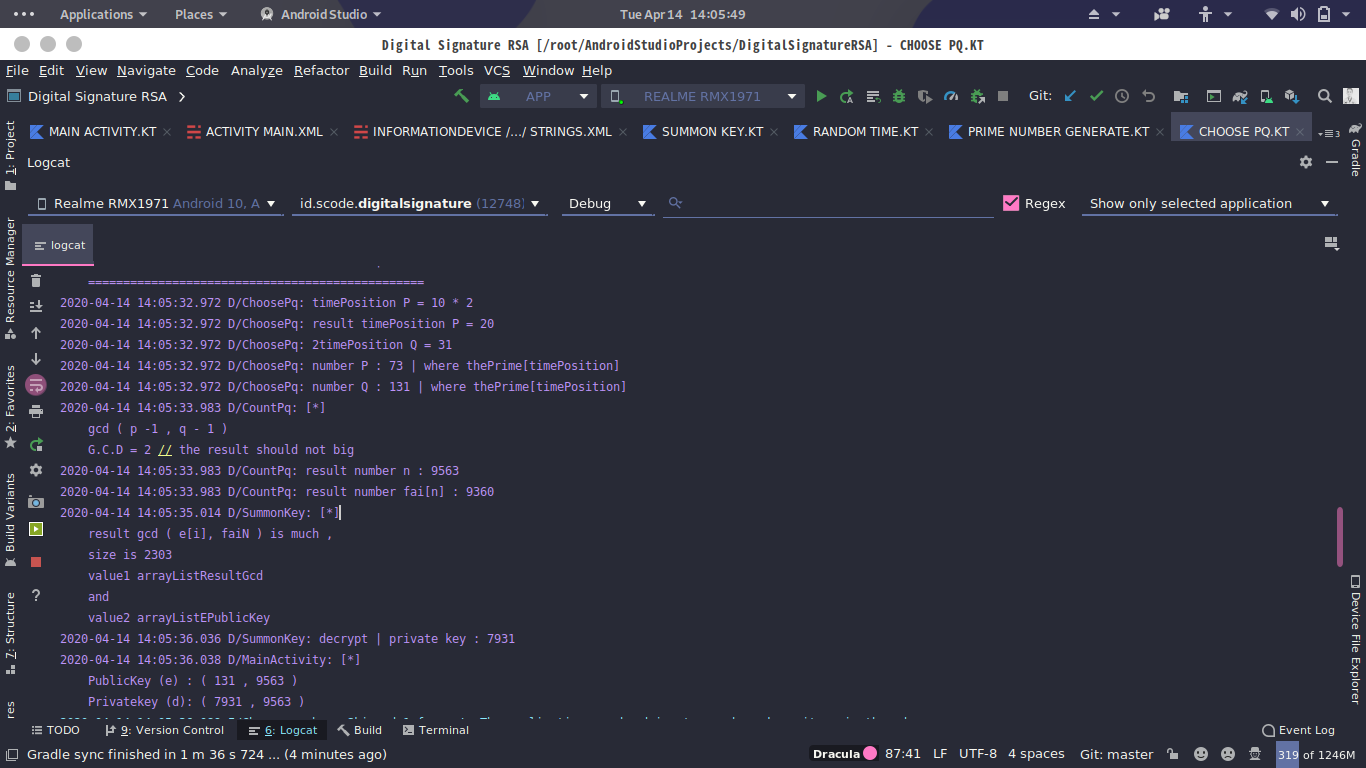 Applications Places Android Studio Tue Apr 14 14:05:49
Digital Signature RSA [/root/AndroidStudioProjects/DigitalSignatureRSA] - CHOOSE PQ.KT
File Edit View Navigate Code Analyze Refactor Build Run Tools VCS Window Help
Digital Signature RSA APP REALME RMX1971 Git:
MAIN ACTIVITY.KT ACTIVITY MAIN.XML INFORMATIONDEVICE /.../ STRINGS.XML SUMMON KEY.KT RANDOM TIME.KT PRIME NUMBER GENERATE.KT CHOOSE PQ.KT 3
Logcat
Realme RMX1971 Android 10, A id.scode.digitalsignature (12748) Debug Regex Show only selected application
logcat
================================================
2020-04-14 14:05:32.972 D/ChoosePq: timePosition P = 10 * 2
2020-04-14 14:05:32.972 D/ChoosePq: result timePosition P = 20
2020-04-14 14:05:32.972 D/ChoosePq: 2timePosition Q = 31
2020-04-14 14:05:32.972 D/ChoosePq: number P : 73 | where thePrime[timePosition]
2020-04-14 14:05:32.972 D/ChoosePq: number Q : 131 | where thePrime[timePosition]
2020-04-14 14:05:33.983 D/CountPq: [*]
gcd ( p -1 , q - 1 )
G.C.D = 2 // the result should not big
2020-04-14 14:05:33.983 D/CountPq: result number n : 9563
2020-04-14 14:05:33.983 D/CountPq: result number fai[n] : 9360
2020-04-14 14:05:35.014 D/SummonKey: [*]
result gcd ( e[i], faiN ) is much ,
size is 2303
value1 arrayListResultGcd
and
value2 arrayListEPublicKey
2020-04-14 14:05:36.036 D/SummonKey: decrypt | private key : 7931
2020-04-14 14:05:36.038 D/MainActivity: [*]
PublicKey (e) : ( 131 , 9563 )
Privatekey (d): ( 7931 , 9563 )
1: Project
Resource Manager
2: Favorites
Build Variants
7: Structure
res
Gradle
Device File Explorer
TODO 9: Version Control 6: Logcat Build Terminal Event Log
Gradle sync finished in 1 m 36 s 724 ... (4 minutes ago) Dracula 87:41 LF UTF-8 4 spaces Git: master 319 of 1246M